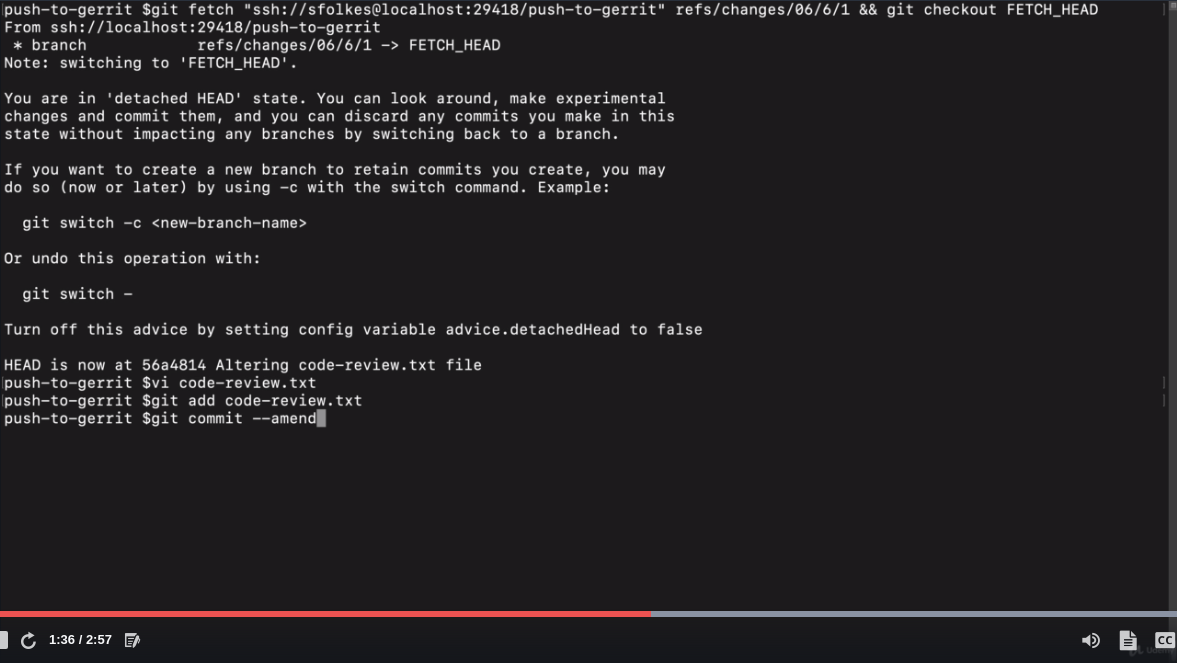 push-to-gerrit $git fetch "ssh://sfolkes@localhost:29418/push-to-gerrit" refs/changes/06/6/1 && git checkout FETCH_HEAD
From ssh://localhost:29418/push-to-gerrit
 * branch            refs/changes/06/6/1 -> FETCH_HEAD
Note: switching to 'FETCH_HEAD'.

You are in 'detached HEAD' state. You can look around, make experimental
changes and commit them, and you can discard any commits you make in this
state without impacting any branches by switching back to a branch.

If you want to create a new branch to retain commits you create, you may
do so (now or later) by using -c with the switch command. Example:

  git switch -c <new-branch-name>

Or undo this operation with:

  git switch -

Turn off this advice by setting config variable advice.detachedHead to false

HEAD is now at 56a4814 Altering code-review.txt file
push-to-gerrit $vi code-review.txt
push-to-gerrit $git add code-review.txt
push-to-gerrit $git commit --amend
1:36 / 2:57
CC